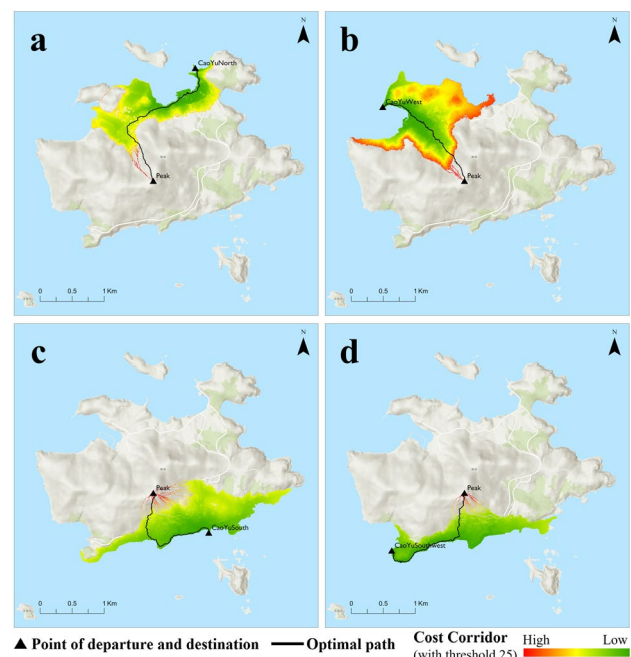 a
N
CaoYuNorth
Peak
0 0.5 1 Km
b
N
CaoYuWest
Peak
0 0.5 1 Km
c
N
Peak
CaoYuSouth
0 0.5 1 Km
d
N
Peak
CaoYuSouthwest
0 0.5 1 Km
Point of departure and destination Optimal path Cost Corridor High Low
(with threshold 25)